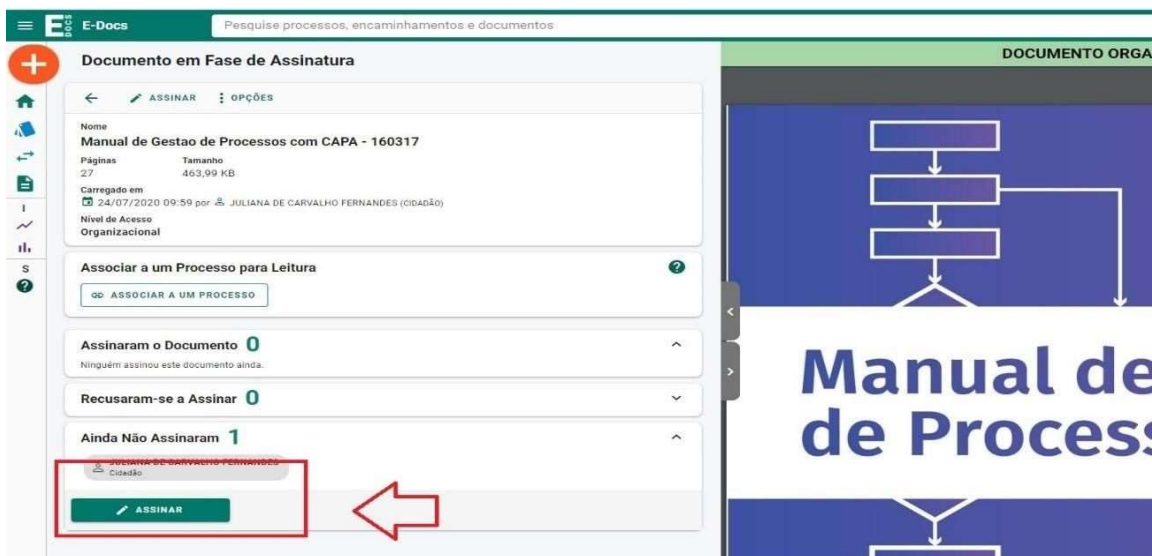 E-Docs
Pesquise processos, encaminhamentos e documentos
Documento em Fase de Assinatura
ASSINAR OPÇÕES
Nome
Manual de Gestao de Processos com CAPA - 160317
Páginas Tamanho
27 463,99 KB
Carregado em
24/07/2020 09:59 por JULIANA DE CARVALHO FERNANDES (CIDADÃO)
Nível de Acesso
Organizacional
Associar a um Processo para Leitura
ASSOCIAR A UM PROCESSO
Assinaram o Documento 0
Ninguém assinou este documento ainda.
Recusaram-se a Assinar 0
Ainda Não Assinaram 1
JULIANA DE CARVALHO FERNANDES
Cidadão
ASSINAR
I
S
DOCUMENTO ORGA
Manual de
de Process